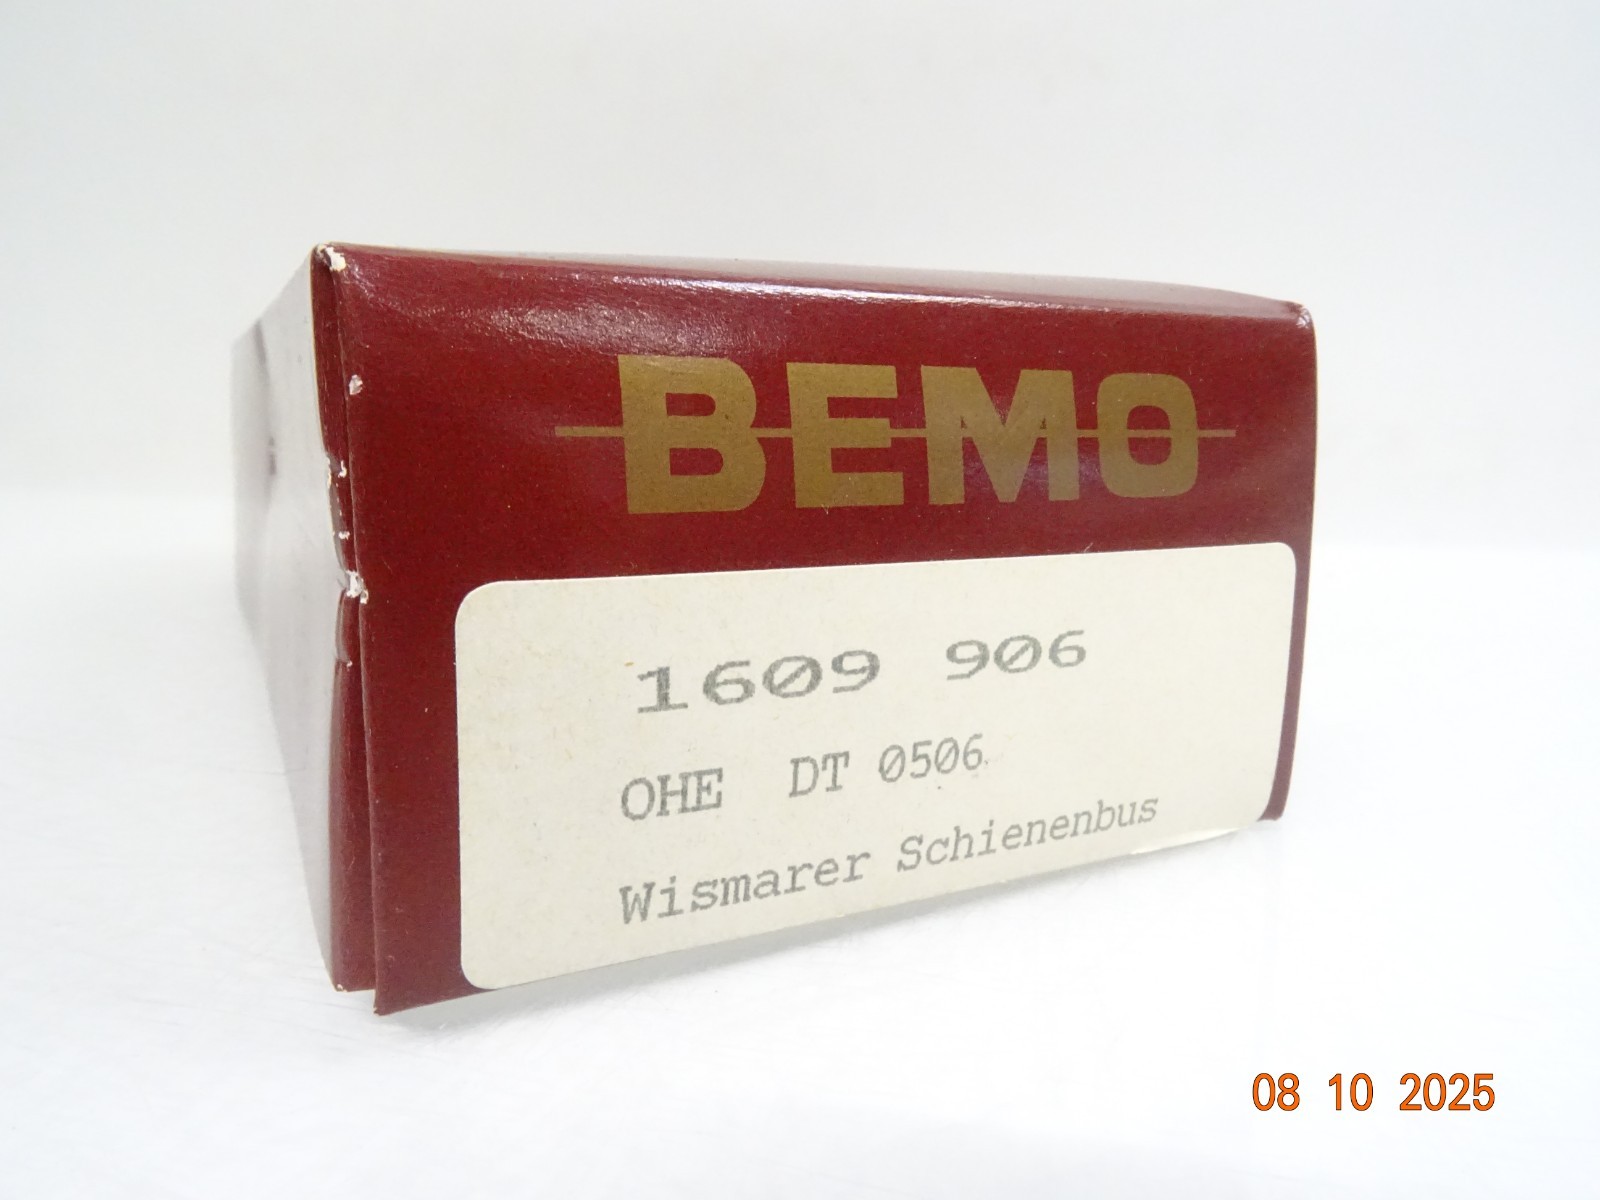 BEMO
1609 906
OHE DT 0506
Wismarer Schienenbus
08 10 2025